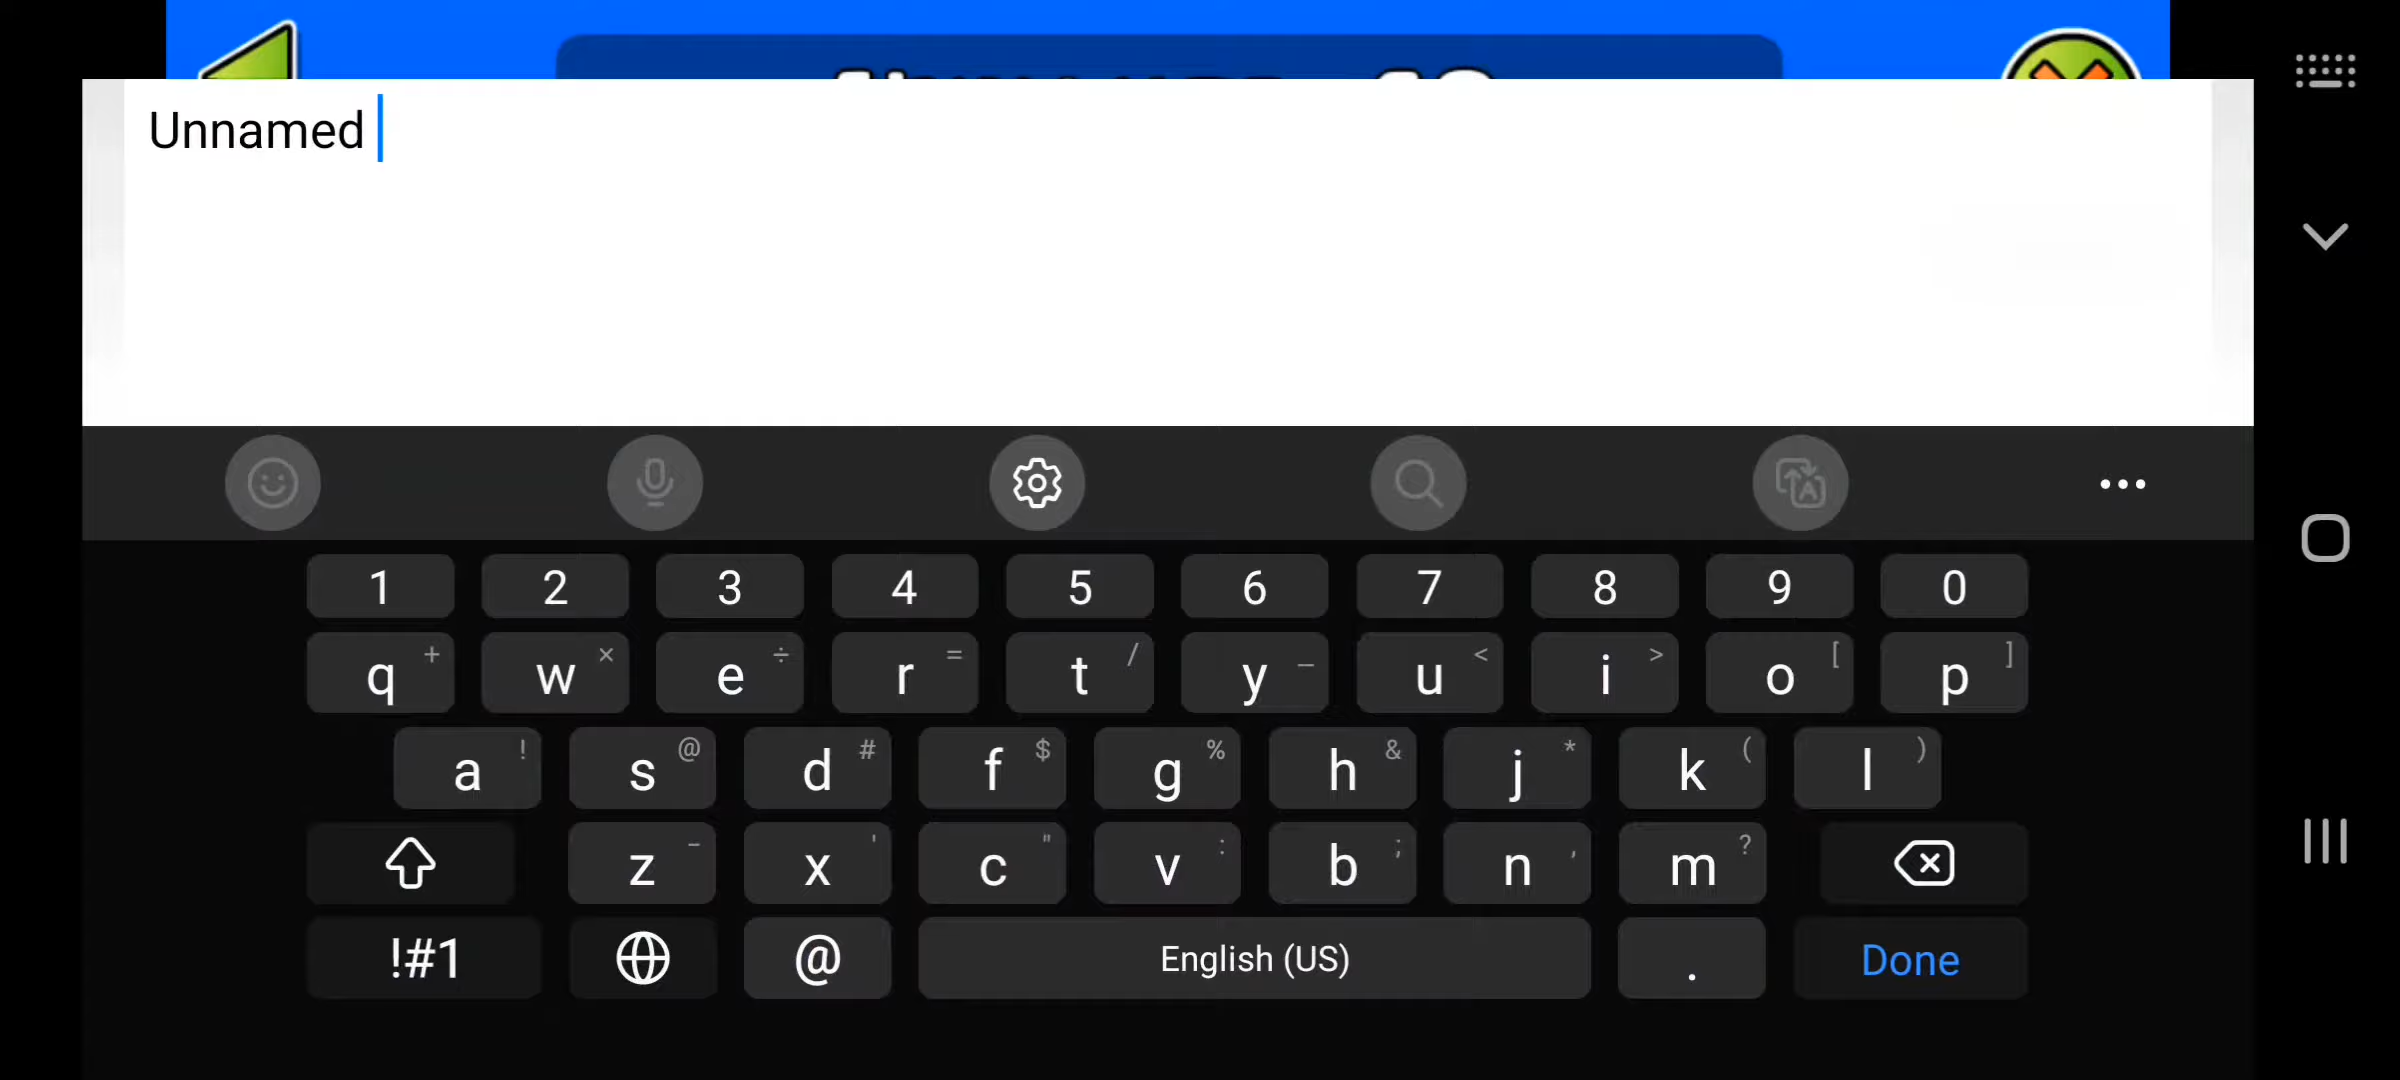 Unnamed
1 2 3 4 5 6 7 8 9 0
q + w × e ÷ r = t / y _ u < i > o [ p ]
a ! s @ d # f $ g % h & j * k ( l )
z - x ' c " v : b ; n , m ?
!#1 @ English (US) . Done